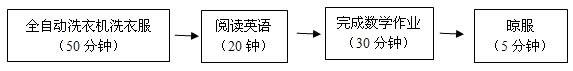 全自动洗衣机洗衣服
（50 分钟）
阅读英语
（20 钟）
完成数学作业
（30 分钟）
晾服
（5 分钟）